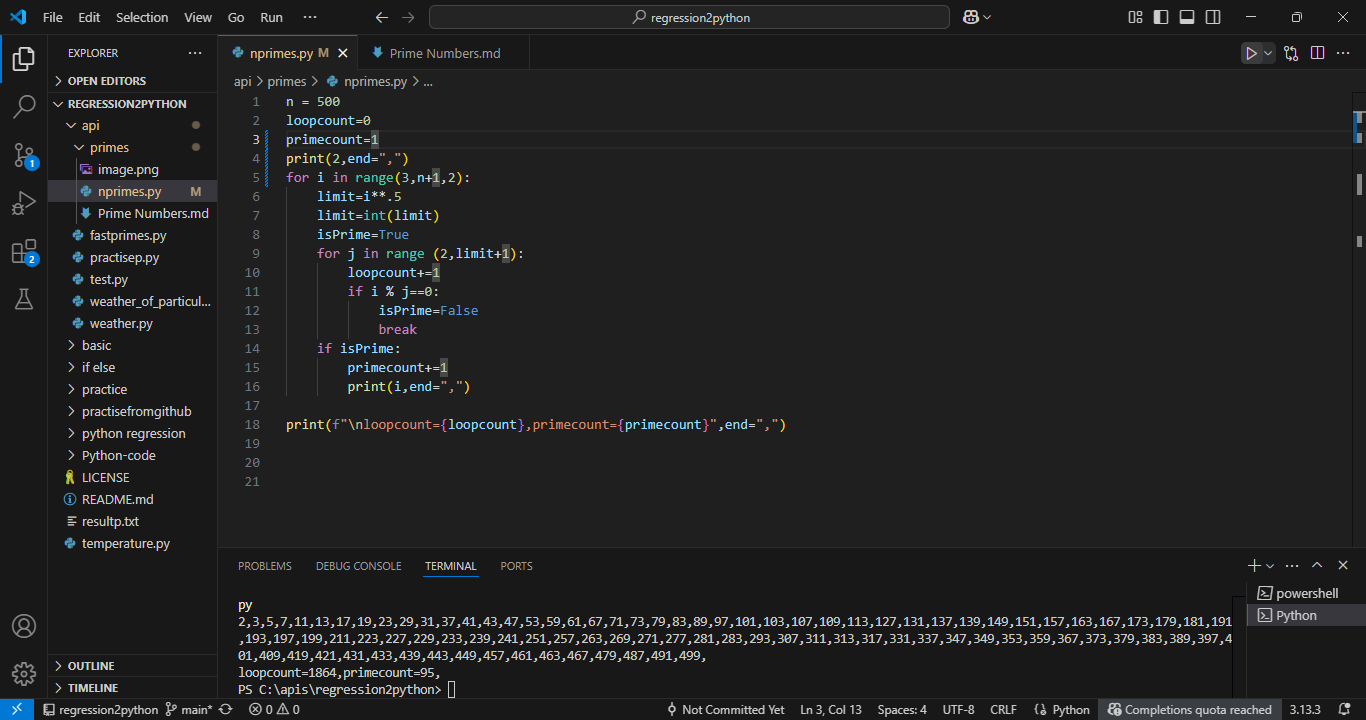 File Edit Selection View Go Run ··· regression2python
EXPLORER ···
OPEN EDITORS
REGRESSION2PYTHON
api
primes
image.png
nprimes.py M
Prime Numbers.md
fastprimes.py
practisep.py
test.py
weather_of_particul...
weather.py
basic
if else
practice
practisefromgithub
python regression
Python-code
LICENSE
README.md
resultp.txt
temperature.py
OUTLINE
TIMELINE
1
2
nprimes.py M Prime Numbers.md
api > primes > nprimes.py > ...
1 n = 500
2 loopcount=0
3 primecount=1
4 print(2,end=",")
5 for i in range(3,n+1,2):
6     limit=i**.5
7     limit=int(limit)
8     isPrime=True
9     for j in range (2,limit+1):
10         loopcount+=1
11         if i % j==0:
12             isPrime=False
13             break
14     if isPrime:
15         primecount+=1
16         print(i,end=",")
17
18 print(f"\nloopcount={loopcount},primecount={primecount}",end=",")
19
20
21
PROBLEMS DEBUG CONSOLE TERMINAL PORTS
powershell
Python
py
2,3,5,7,11,13,17,19,23,29,31,37,41,43,47,53,59,61,67,71,73,79,83,89,97,101,103,107,109,113,127,131,137,139,149,151,157,163,167,173,179,181,191
,193,197,199,211,223,227,229,233,239,241,251,257,263,269,271,277,281,283,293,307,311,313,317,331,337,347,349,353,359,367,373,379,383,389,397,4
01,409,419,421,431,433,439,443,449,457,461,463,467,479,487,491,499,
loopcount=1864,primecount=95,
PS C:\apis\regression2python>
regression2python main* 0 0 Not Committed Yet Ln 3, Col 13 Spaces: 4 UTF-8 CRLF Python Completions quota reached 3.13.3